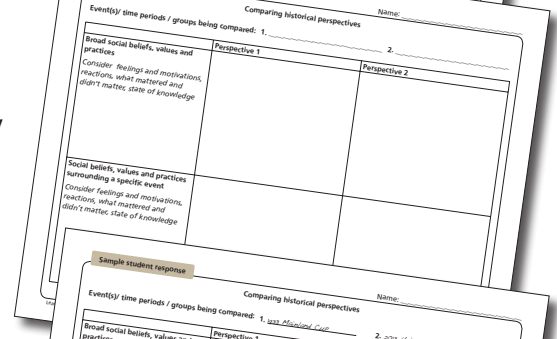 Name:
Comparing historical perspectives
Event(s)/ time periods / groups being compared: 1. 2.
Broad social beliefs, values and
practices
Consider feelings and motivations,
reactions, what mattered and
didn't matter, state of knowledge
Perspective 1
Perspective 2
Social beliefs, values and practices
surrounding a specific event
Consider feelings and motivations,
reactions, what mattered and
didn't matter, state of knowledge
Sample student response
Name:
Comparing historical perspectives
Event(s)/ time periods / groups being compared: 1. 2.
Broad social beliefs, values and
Perspective 1